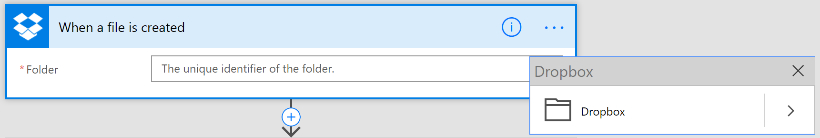 When a file is created
* Folder
The unique identifier of the folder.
Dropbox
Dropbox